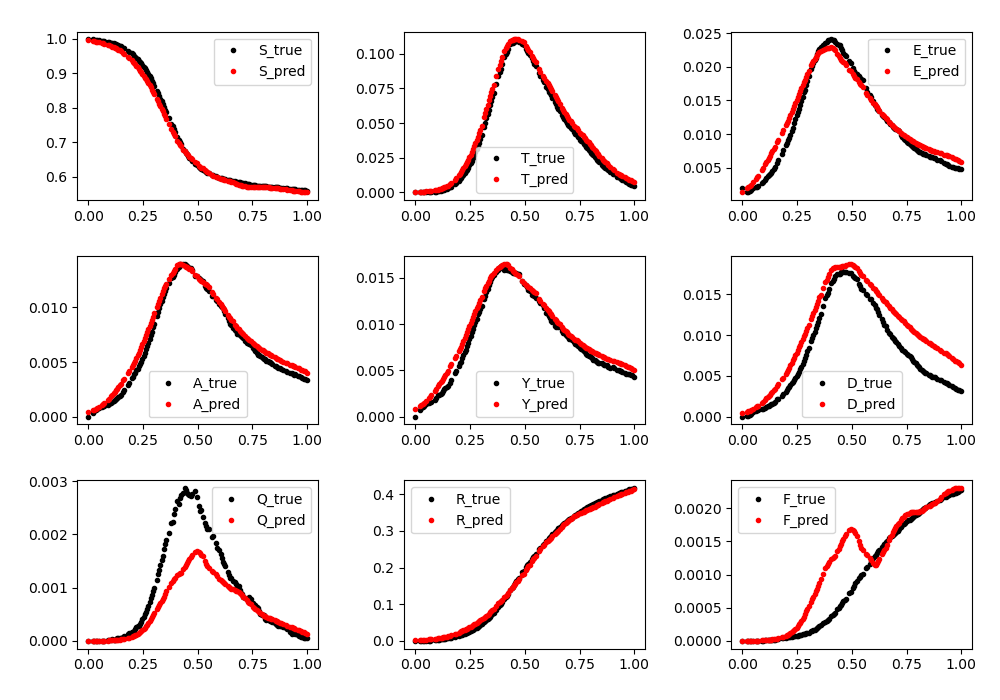 1.0
0.9
0.8
0.7
0.6
0.00 0.25 0.50 0.75 1.00
S_true
S_pred
0.100
0.075
0.050
0.025
0.000
0.00 0.25 0.50 0.75 1.00
T_true
T_pred
0.025
0.020
0.015
0.010
0.005
0.00 0.25 0.50 0.75 1.00
E_true
E_pred
0.010
0.005
0.000
0.00 0.25 0.50 0.75 1.00
A_true
A_pred
0.015
0.010
0.005
0.000
0.00 0.25 0.50 0.75 1.00
Y_true
Y_pred
0.015
0.010
0.005
0.000
0.00 0.25 0.50 0.75 1.00
D_true
D_pred
0.003
0.002
0.001
0.000
0.00 0.25 0.50 0.75 1.00
Q_true
Q_pred
0.4
0.3
0.2
0.1
0.0
0.00 0.25 0.50 0.75 1.00
R_true
R_pred
0.0020
0.0015
0.0010
0.0005
0.0000
0.00 0.25 0.50 0.75 1.00
F_true
F_pred